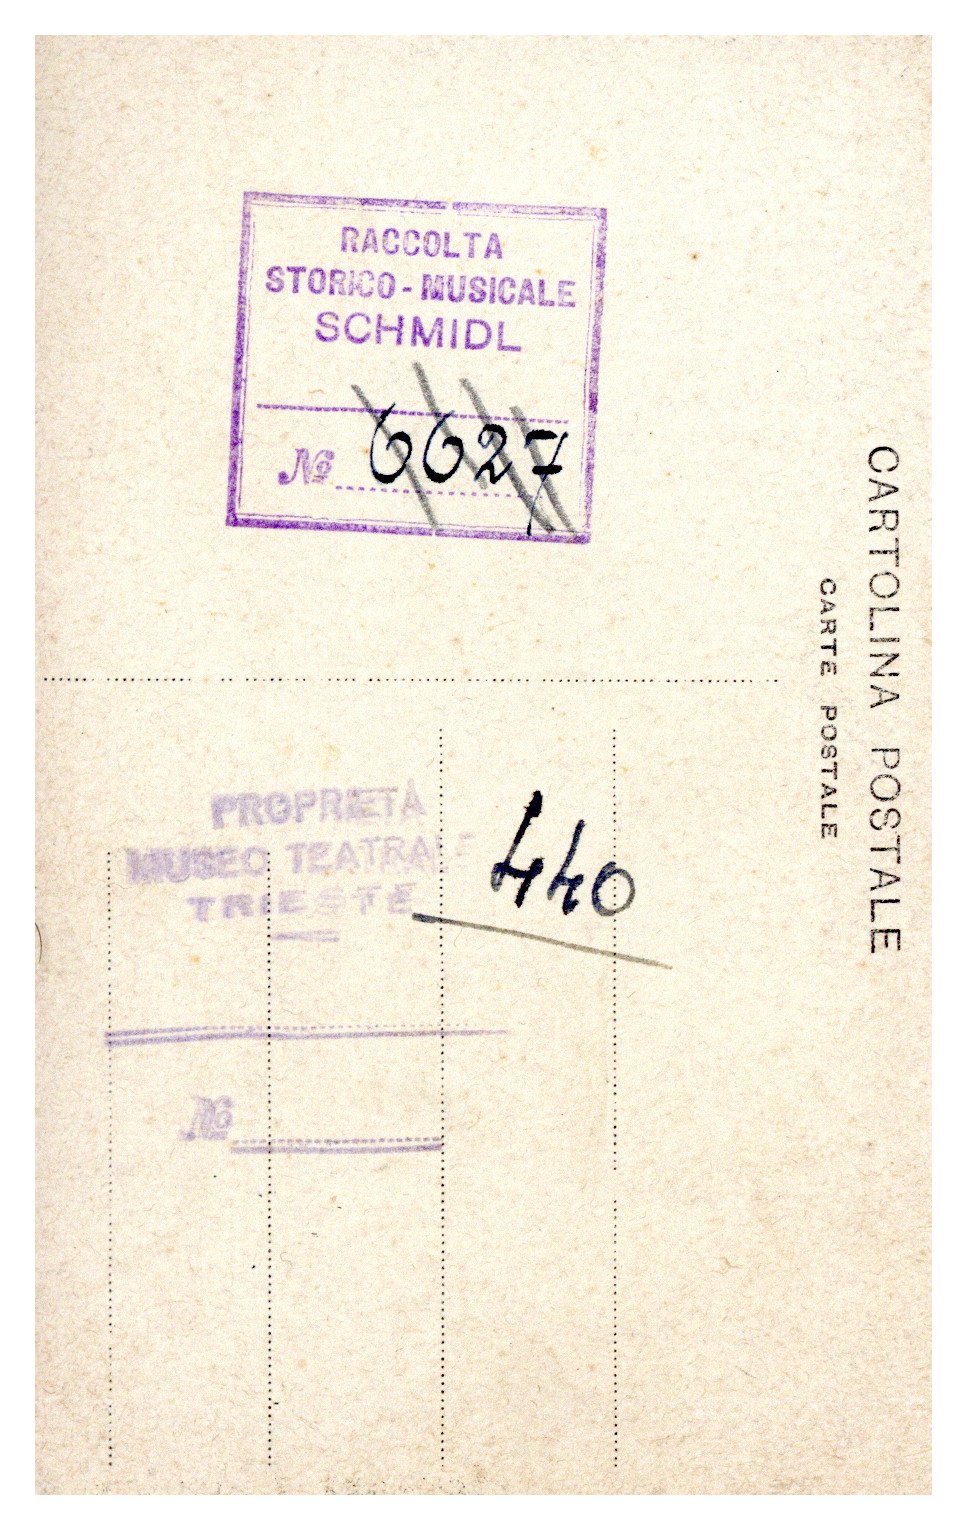 RACCOLTA
STORICO-MUSICALE
SCHMIDL
No 6627
CARTOLINA POSTALE
CARTE POSTALE
PROPRIETÀ
MUSEO TEATRALE
TRIESTE
440
No